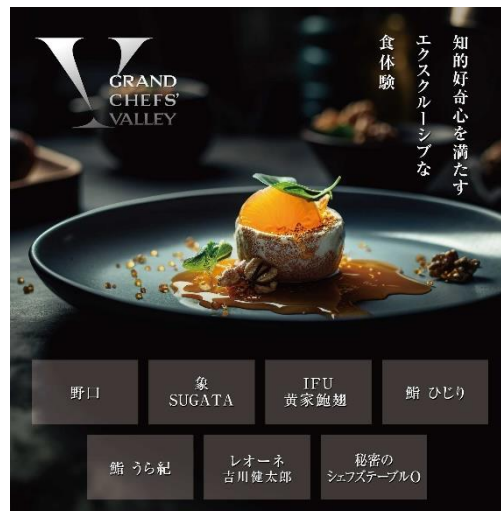 GRAND
CHEFS'
VALLEY
知的好奇心を満たす
エクスクルーシブな
食体験
野口
象
SUGATA
IFU
黄家鮑翅
鮨 ひじり
鮨 うら紀
レオーネ
吉川健太郎
秘密の
シェフズテーブルO